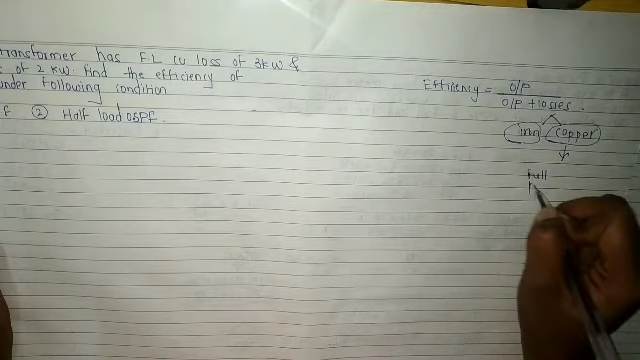 transformer has FL cu loss of 3kW &
of 2 kW. Find the efficiency of
under following condition
② Half load 0.5Pf.
Efficiency = O/P
O/P + losses.
iron copper
full